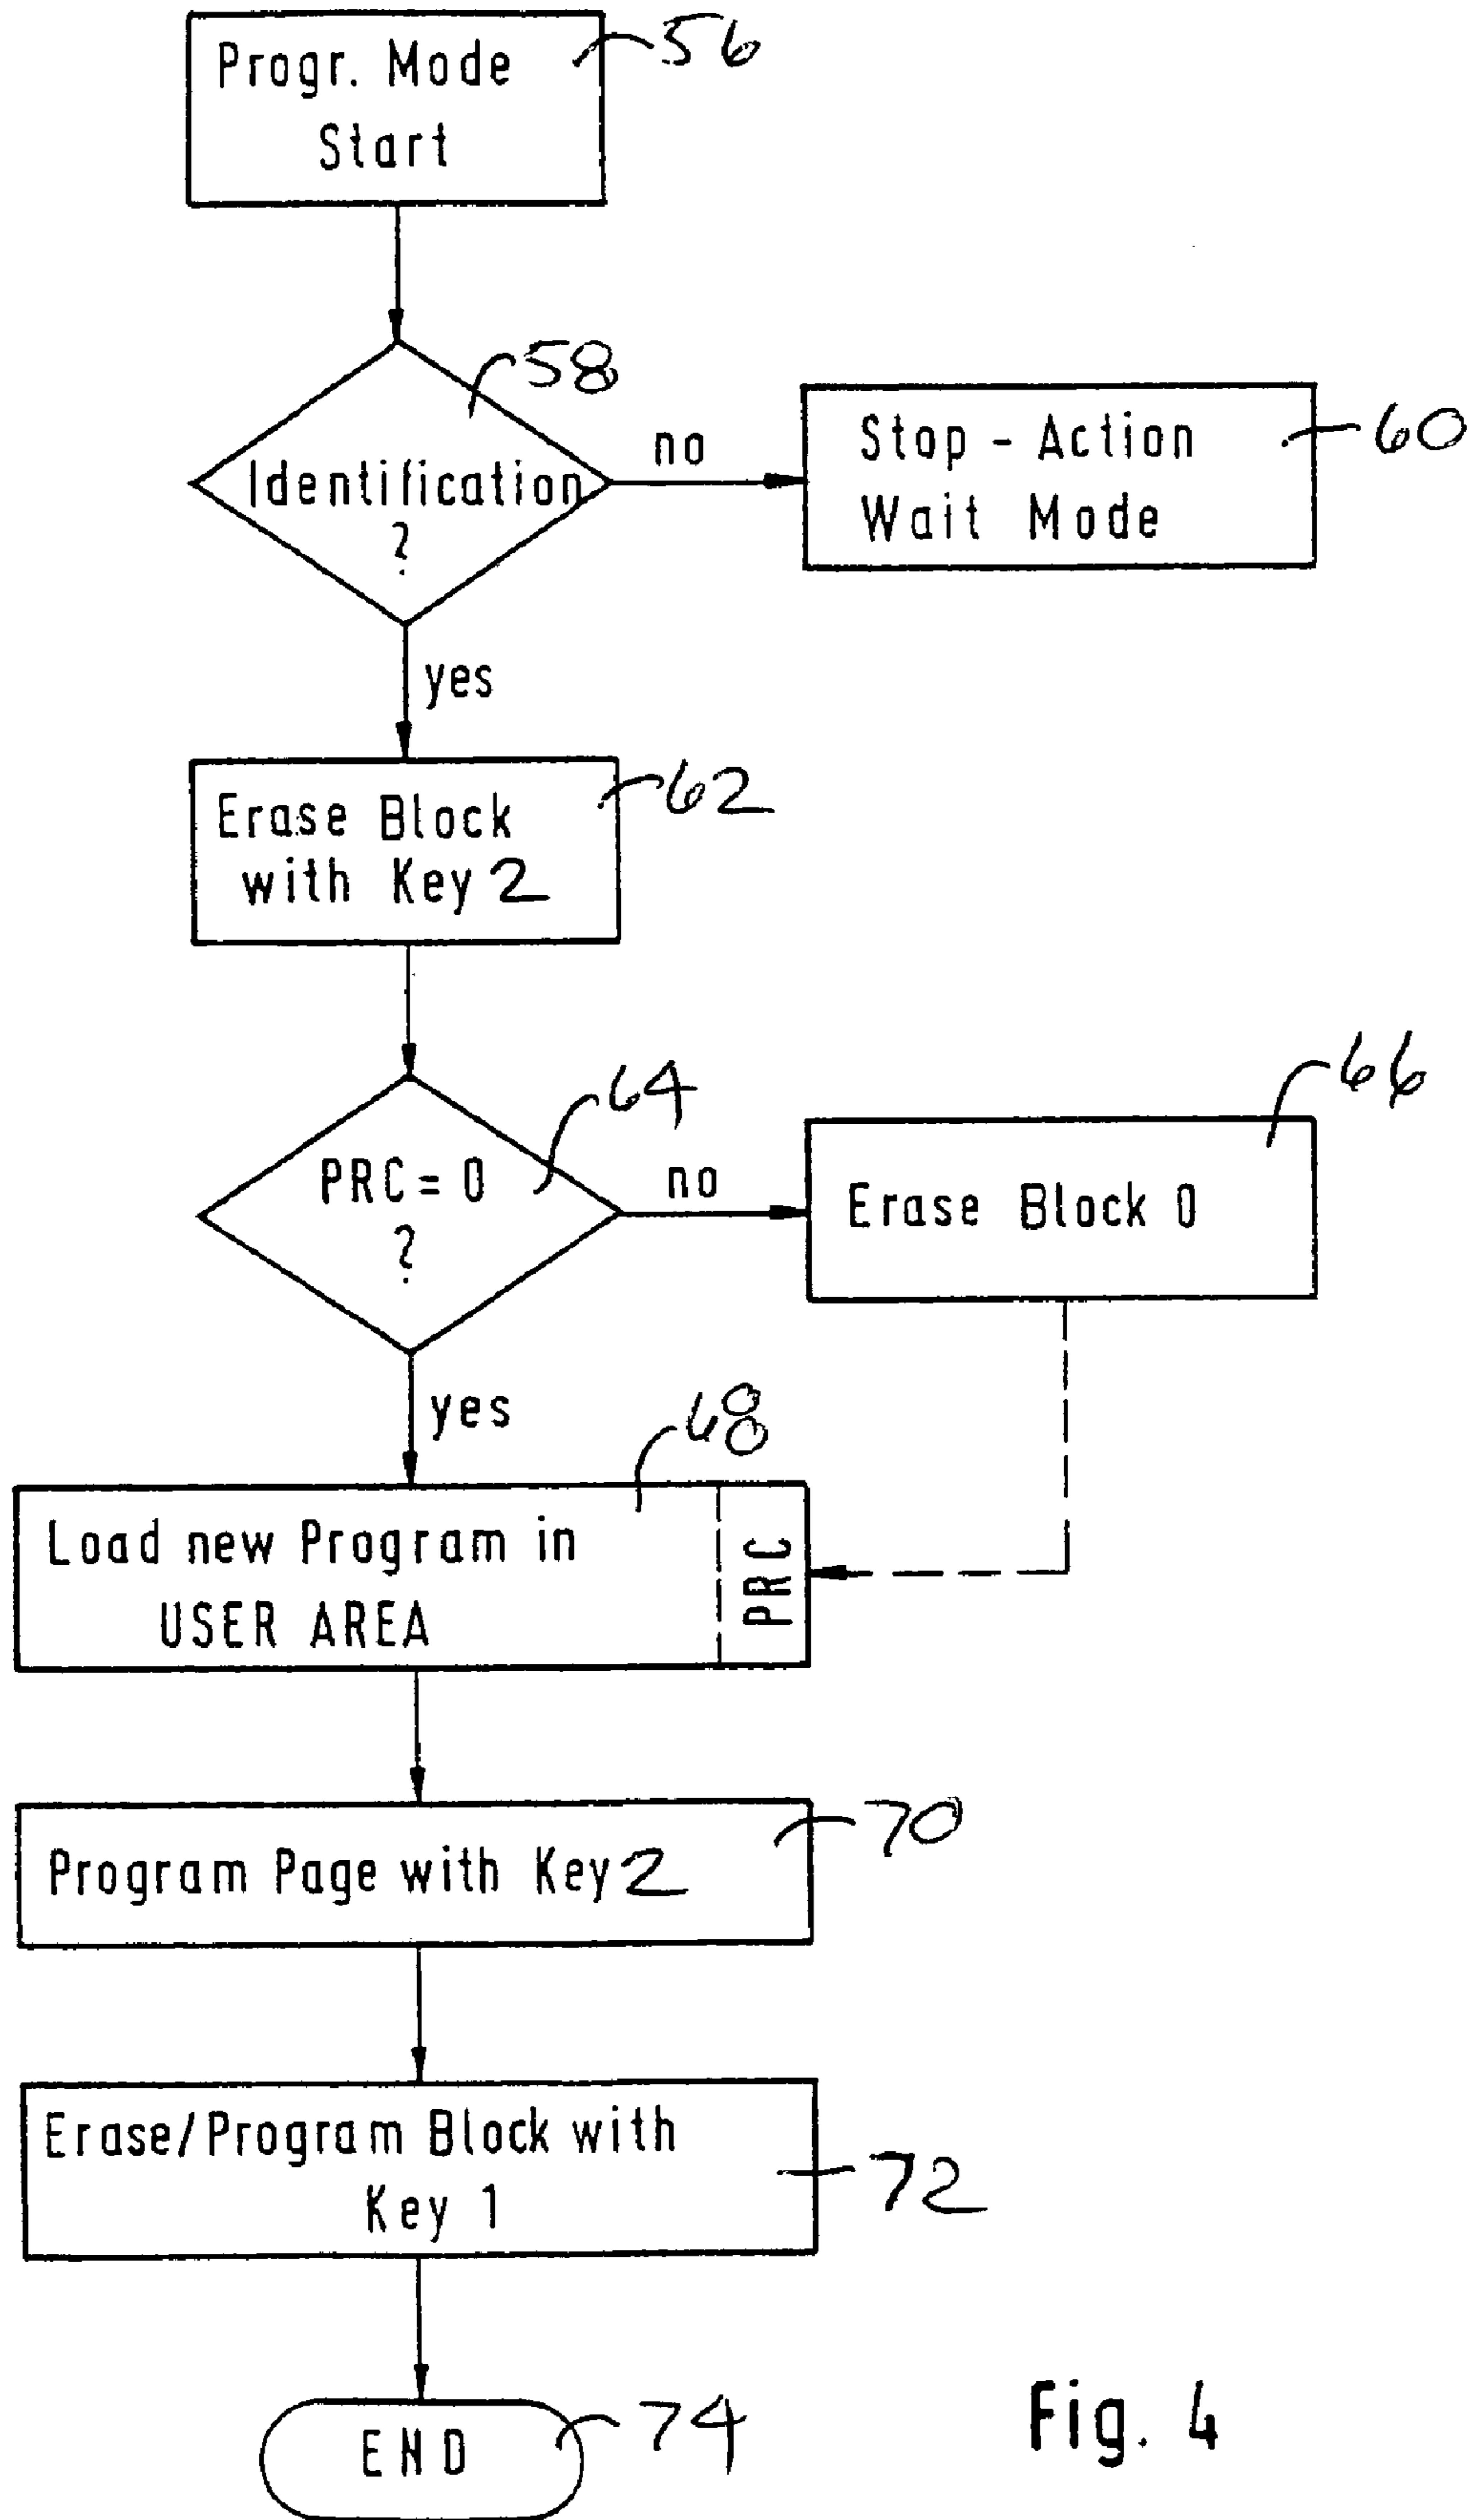 Progr. Mode
Start
56
58
Identification
?
no
Stop - Action
Wait Mode
60
yes
Erase Block
with Key 2
62
64
PRC = 0
?
no
66
Erase Block 0
yes
68
Load new Program in
USER AREA
PRC
Program Page with Key 2
70
Erase/Program Block with
Key 1
72
END
74
Fig. 4